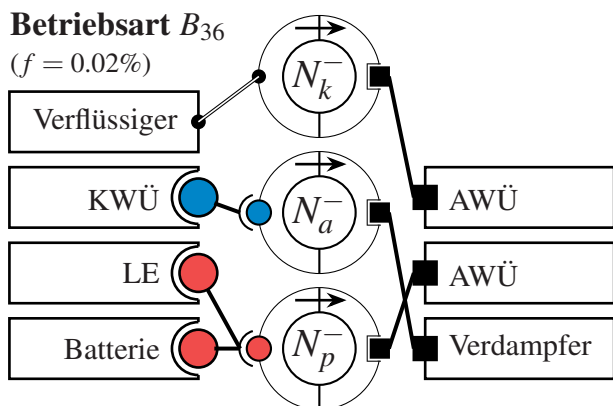 Betriebsart B₃₆
(f = 0.02%)
N_k^-
Verflüssiger
KWÜ
N_a^-
AWÜ
LE
AWÜ
Batterie
N_p^-
Verdampfer